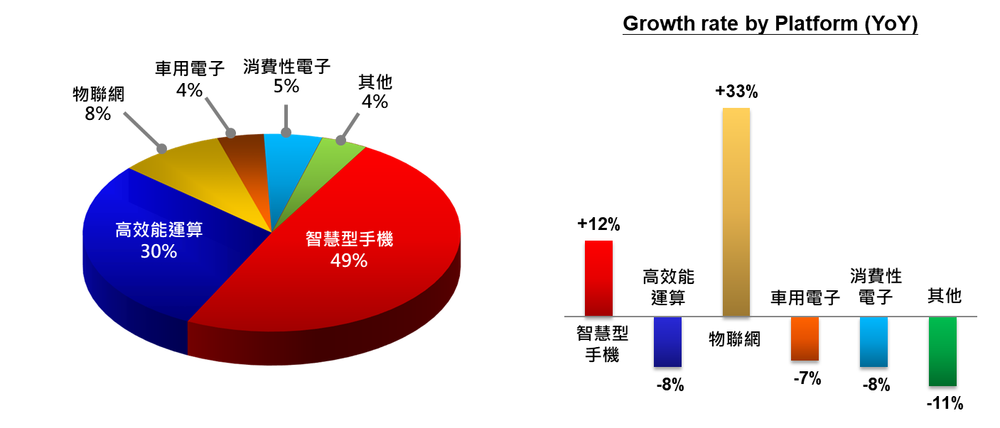 Growth rate by Platform (YoY)
車用電子
4%
消費性電子
5%
其他
4%
物聯網
8%
高效能運算
30%
智慧型手機
49%
+12%
智慧型
手機
高效能
運算
-8%
+33%
物聯網
車用電子
-7%
消費性
電子
-8%
其他
-11%